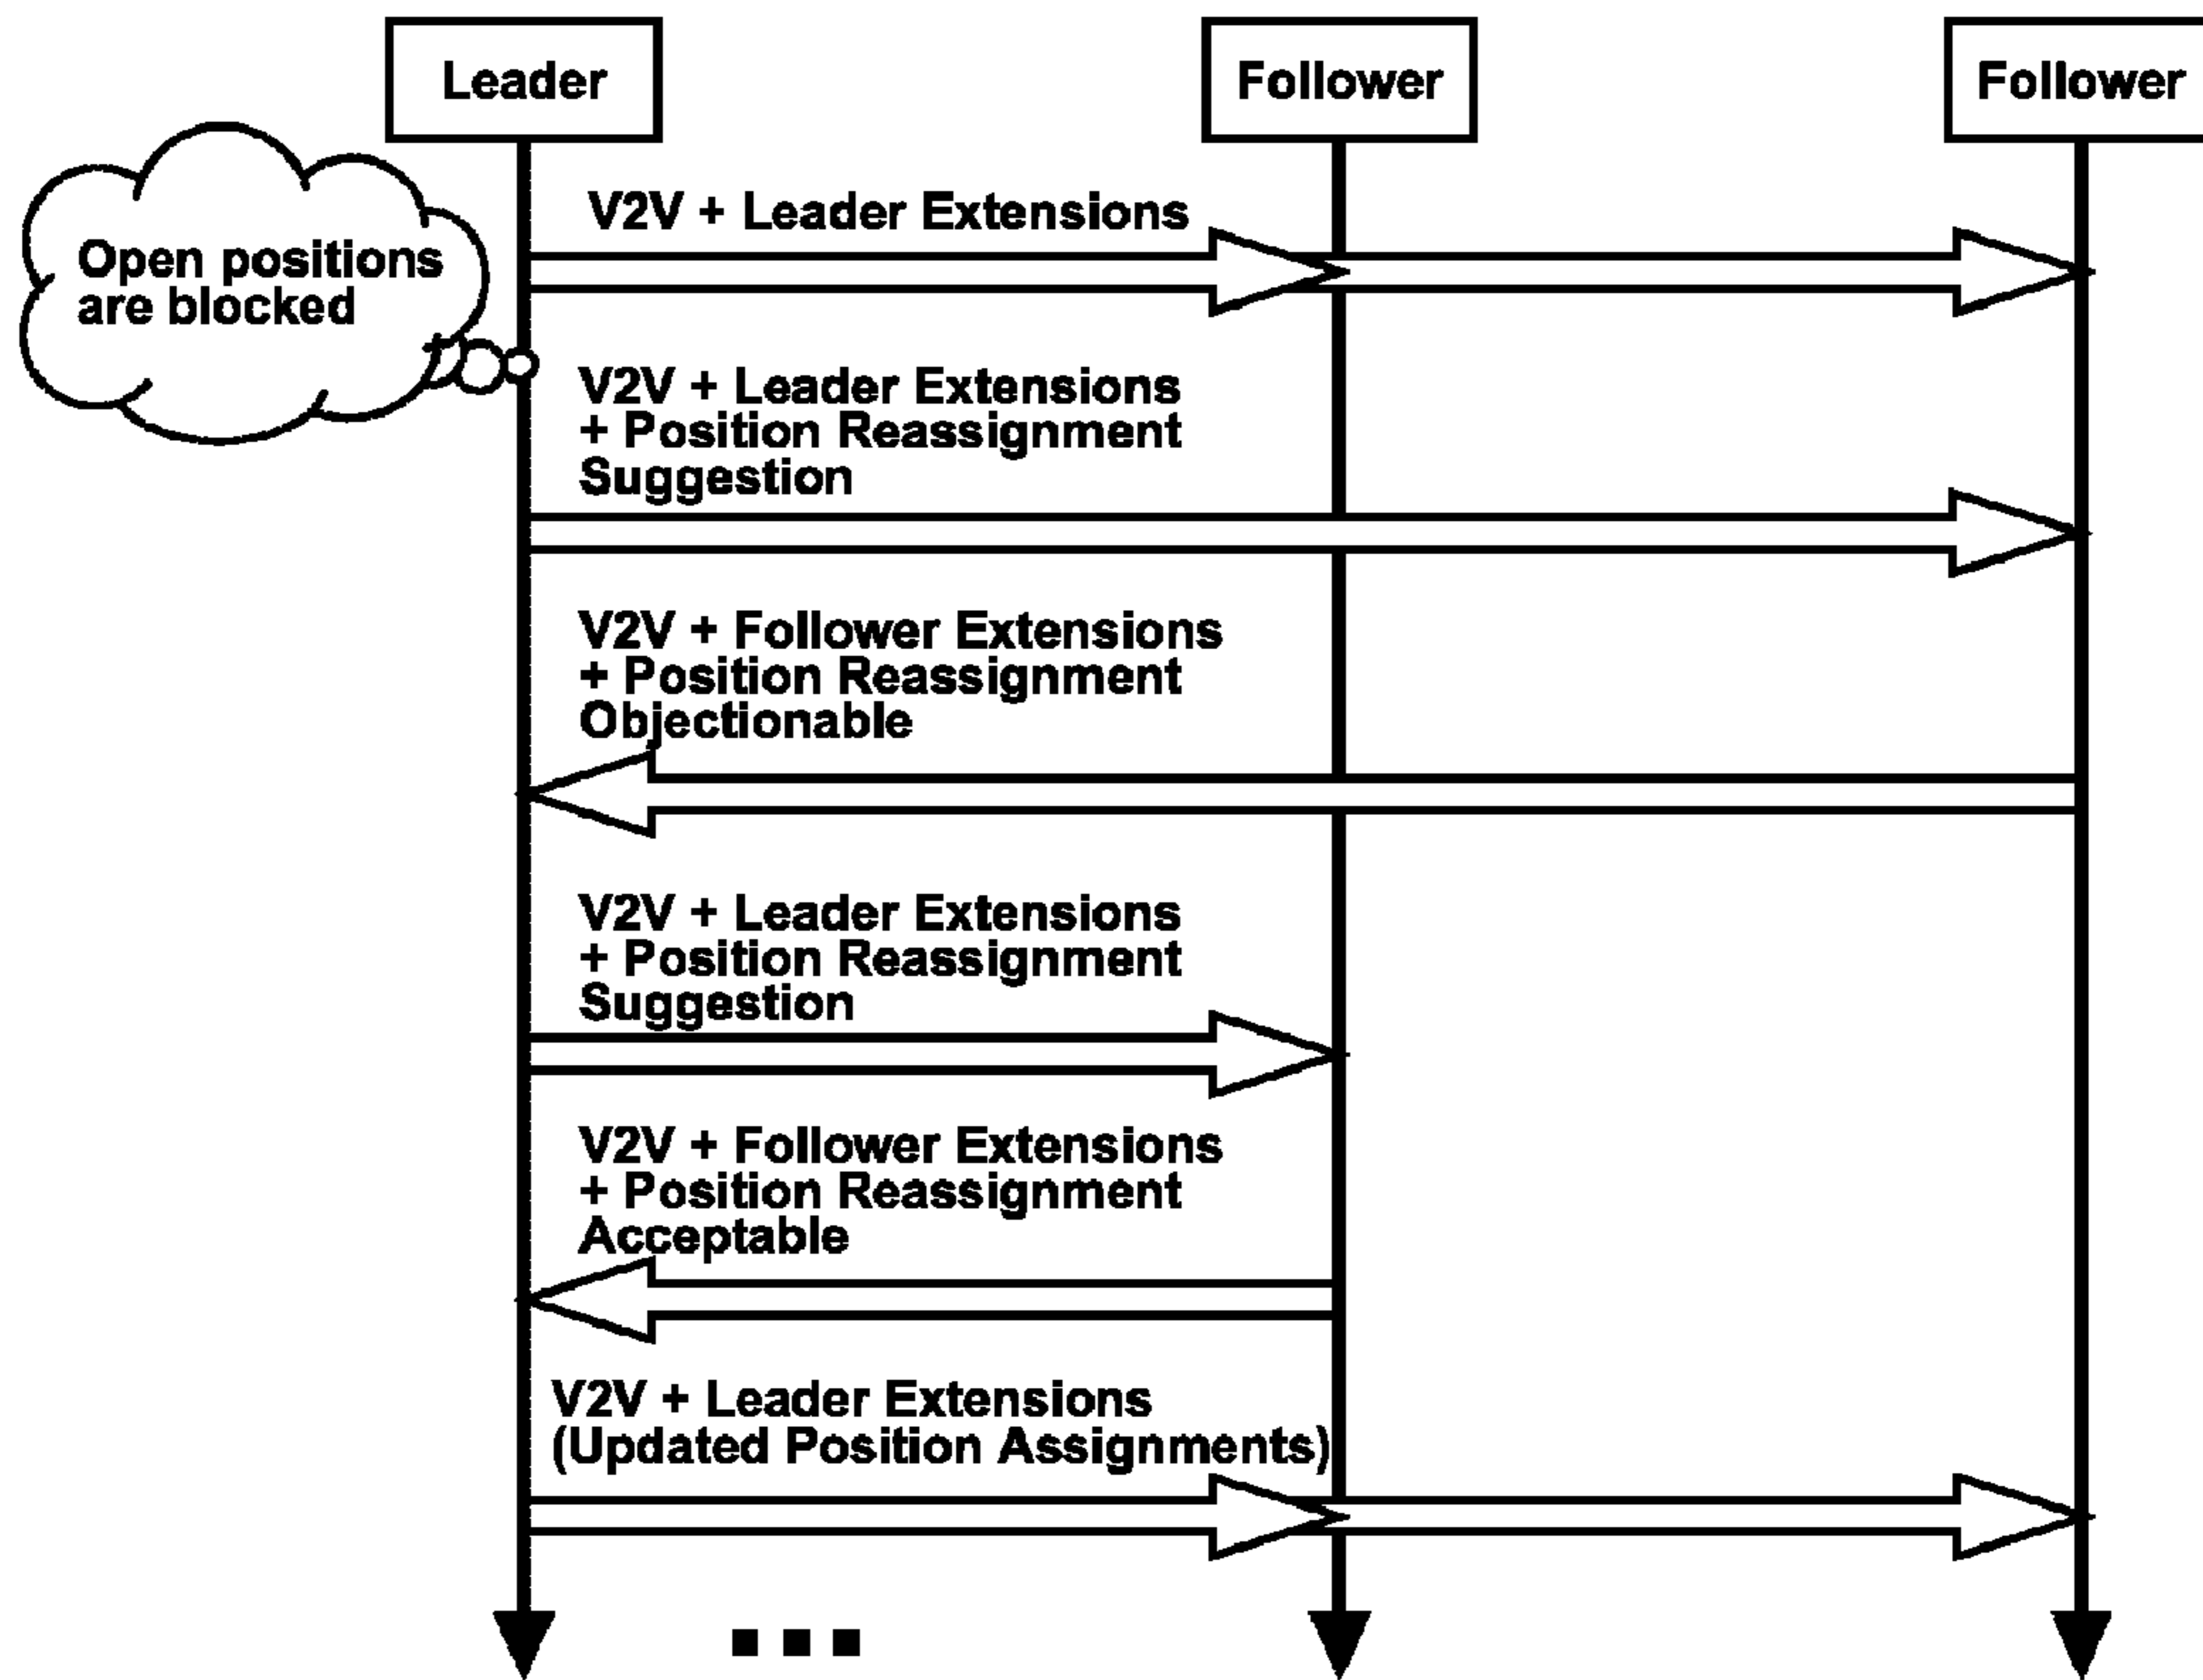 Leader
Follower
Follower
Open positions
are blocked
V2V + Leader Extensions
V2V + Leader Extensions
+ Position Reassignment
Suggestion
V2V + Follower Extensions
+ Position Reassignment
Objectionable
V2V + Leader Extensions
+ Position Reassignment
Suggestion
V2V + Follower Extensions
+ Position Reassignment
Acceptable
V2V + Leader Extensions
(Updated Position Assignments)
...